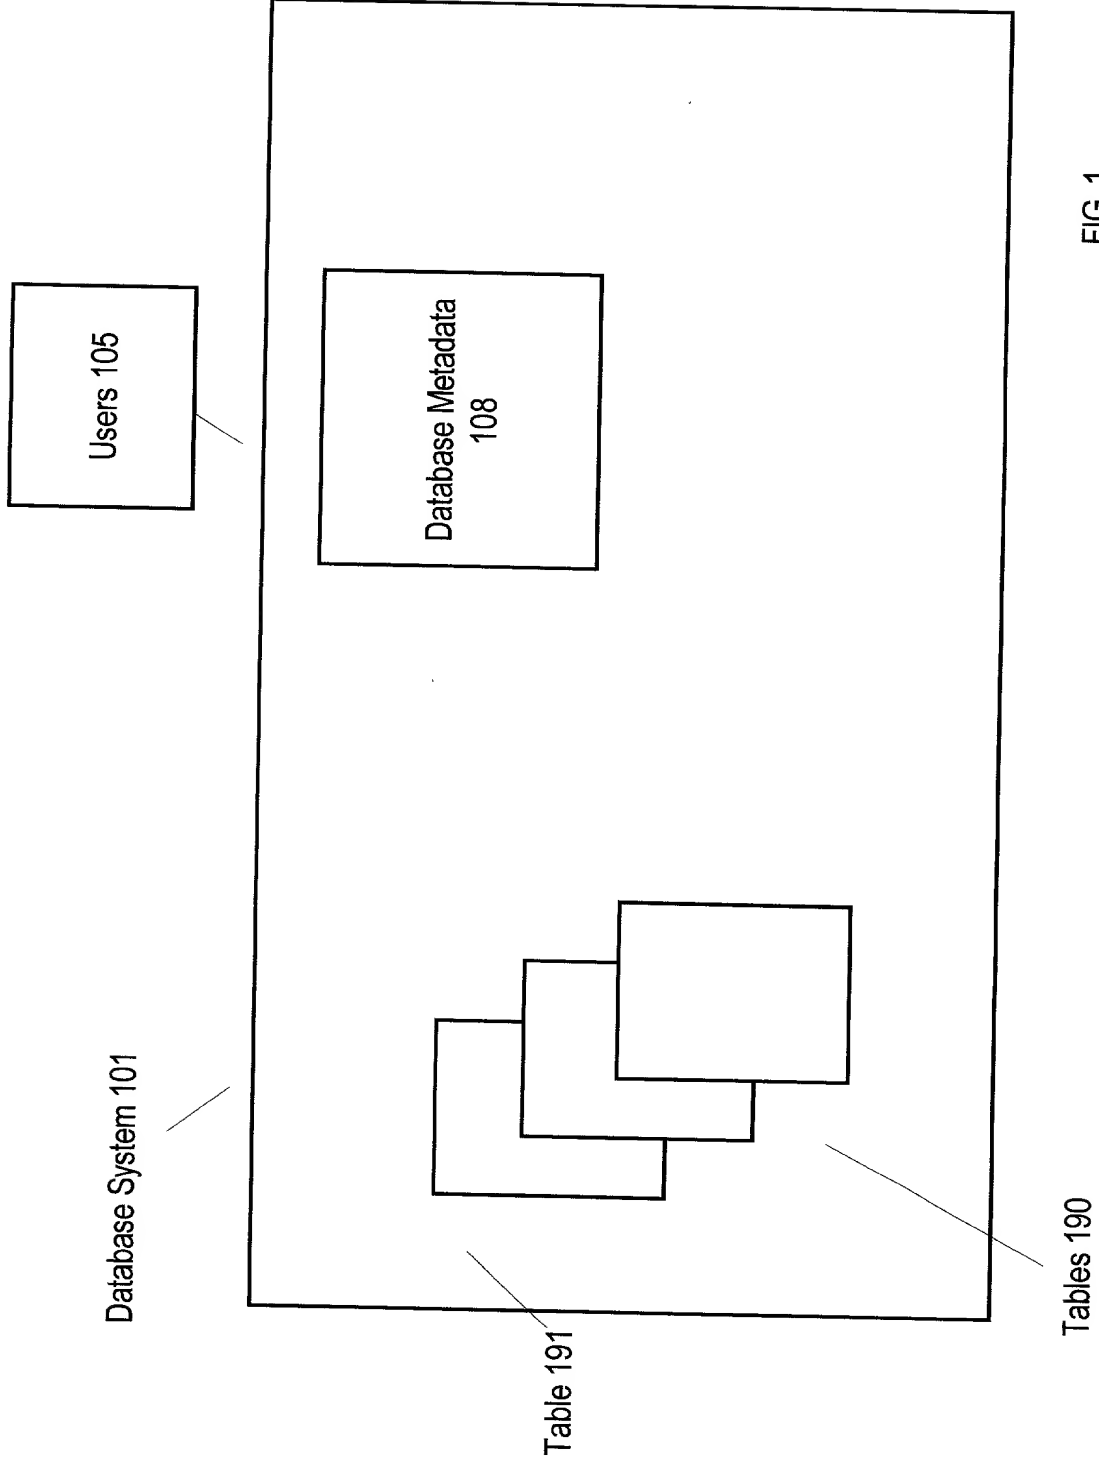 Database System 101
Users 105
Database Metadata
108
Table 191
Tables 190
FIG. 1